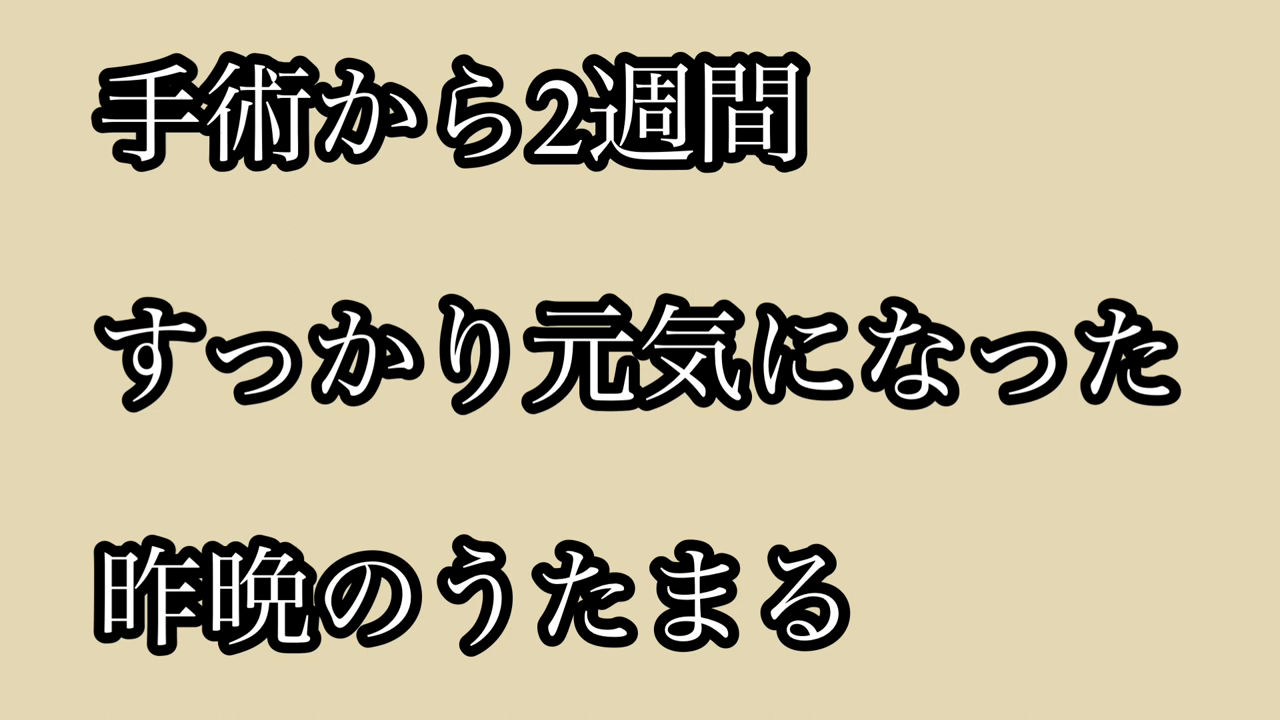 手術から2週間
すっかり元気になった
昨晩のうたまる